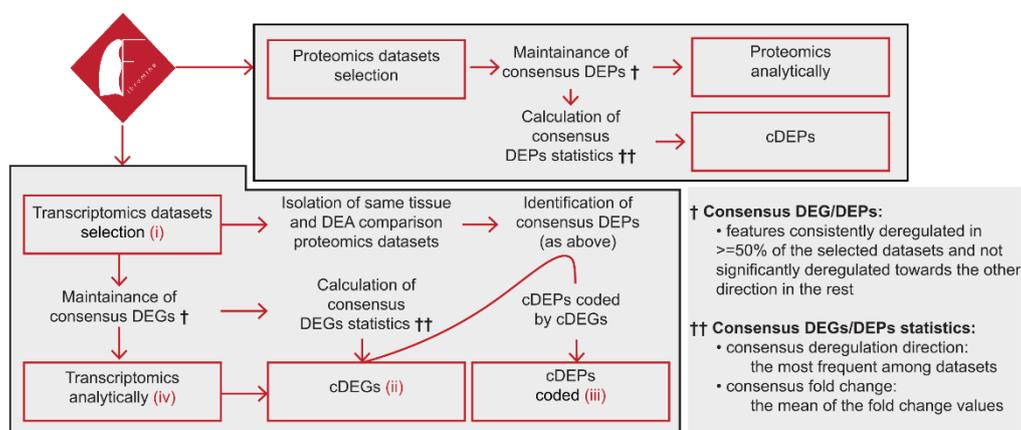 Fibromine
Proteomics datasets
selection
Maintainance of
consensus DEPs †
Proteomics
analytically
Calculation of
consensus
DEPs statistics ††
cDEPs
Transcriptomics datasets
selection (i)
Isolation of same tissue
and DEA comparison
proteomics datasets
Identification of
consensus DEPs
(as above)
Maintainance of
consensus DEGs †
Calculation of
consensus
DEGs statistics ††
cDEPs coded
by cDEGs
Transcriptomics
analytically (iv)
cDEGs (ii)
cDEPs
coded (iii)
† Consensus DEG/DEPs:
• features consistently deregulated in
>=50% of the selected datasets and not
significantly deregulated towards the other
direction in the rest
†† Consensus DEGs/DEPs statistics:
• consensus deregulation direction:
the most frequent among datasets
• consensus fold change:
the mean of the fold change values